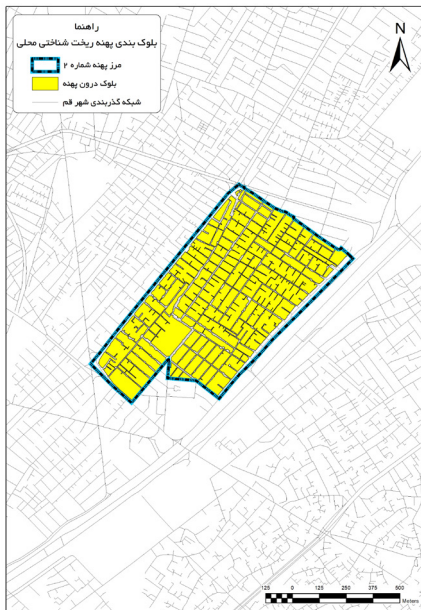 راهنما
بلوک بندی پهنه ریخت شناختی محلی
مرز پهنه شماره ۲
بلوک درون پهنه
شبکه گذربندی شهر قم
N
125 0 125 250 375 500
Meters